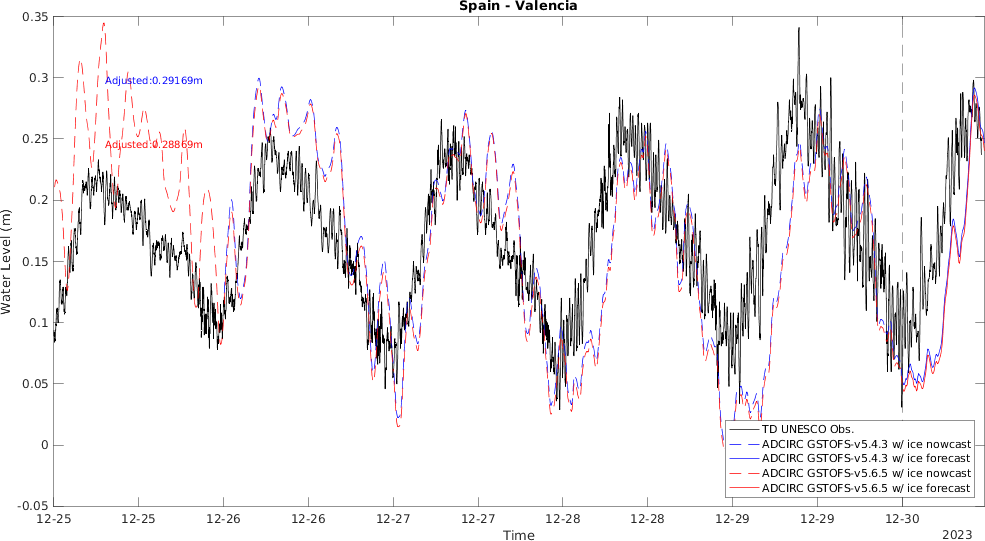 Spain - Valencia
0.35
0.3
0.25
0.2
0.15
0.1
0.05
0
-0.05
Water Level (m)
Adjusted:0.29169m
Adjusted:0.28869m
TD UNESCO Obs.
ADCIRC GSTOFS-v5.4.3 w/ ice nowcast
ADCIRC GSTOFS-v5.4.3 w/ ice forecast
ADCIRC GSTOFS-v5.6.5 w/ ice nowcast
ADCIRC GSTOFS-v5.6.5 w/ ice forecast
12-25 12-25 12-26 12-26 12-27 12-27 12-28 12-28 12-29 12-29 12-30
Time
2023